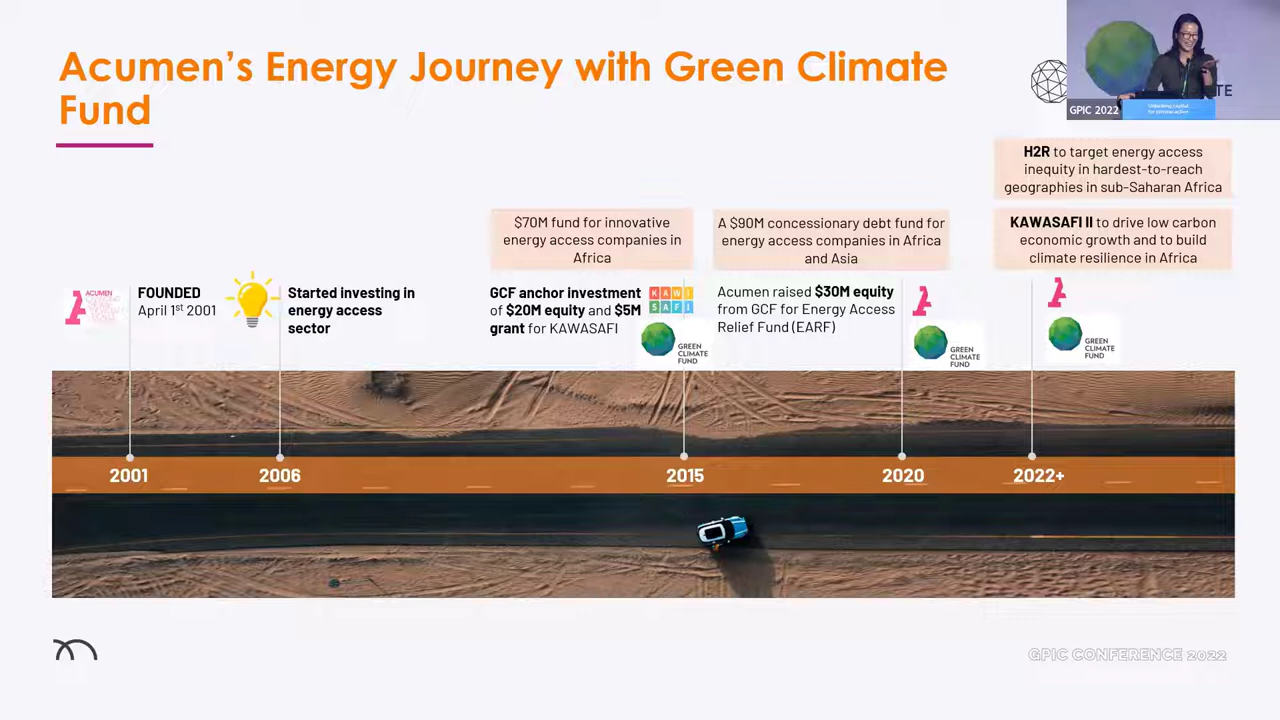 Acumen’s Energy Journey with Green Climate
Fund
TE
GPIC 2022
H2R to target energy access
inequity in hardest-to-reach
geographies in sub-Saharan Africa
$70M fund for innovative
energy access companies in
Africa
A $90M concessionary debt fund for
energy access companies in Africa
and Asia
KAWASAFI II to drive low carbon
economic growth and to build
climate resilience in Africa
ACUMEN
FOUNDED
April 1st 2001
Started investing in
energy access
sector
GCF anchor investment
of $20M equity and $5M
grant for KAWASAFI
KAWI
SAFI
GREEN
CLIMATE
FUND
Acumen raised $30M equity
from GCF for Energy Access
Relief Fund (EARF)
GREEN
CLIMATE
FUND
GREEN
CLIMATE
FUND
2001
2006
2015
2020
2022+
GPIC CONFERENCE 2022